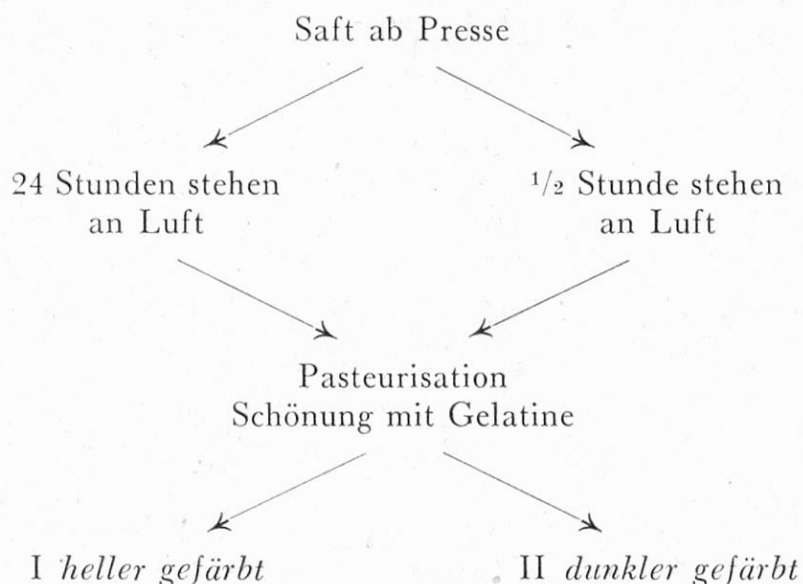 Saft ab Presse
24 Stunden stehen
an Luft
1/2 Stunde stehen
an Luft
Pasteurisation
Schönung mit Gelatine
I heller gefärbt
II dunkler gefärbt